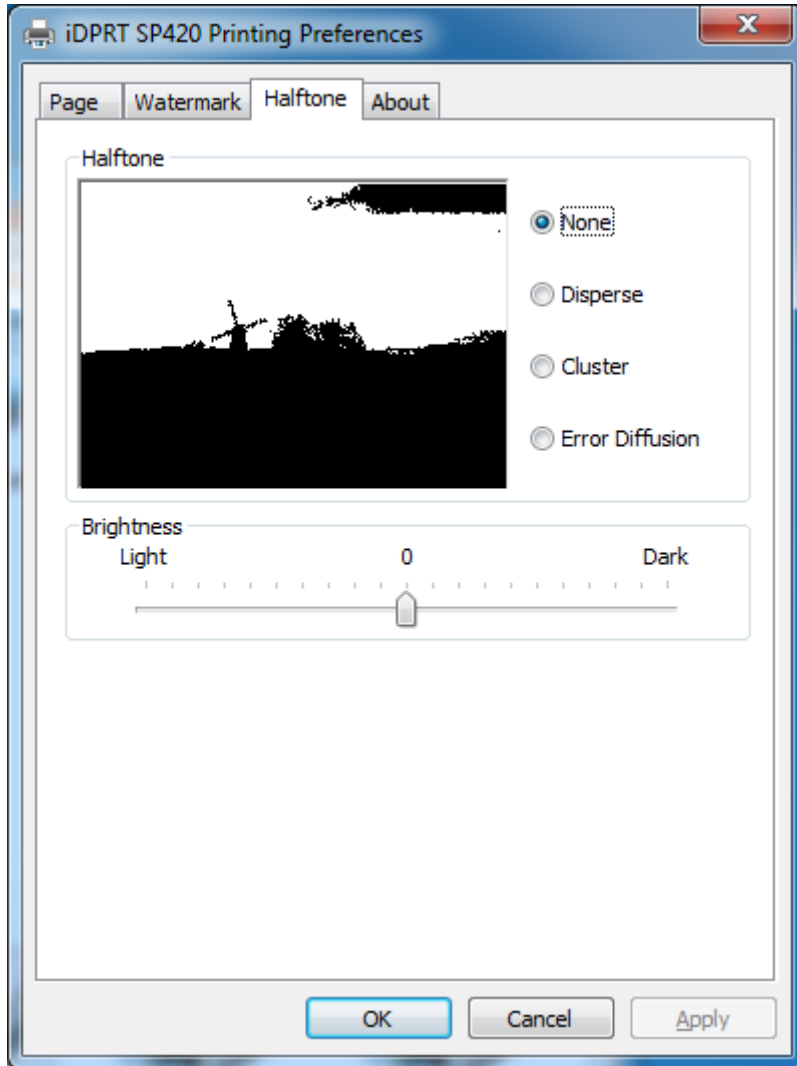 iDPRT SP420 Printing Preferences
Page Watermark Halftone About
Halftone
None
Disperse
Cluster
Error Diffusion
Brightness
Light 0 Dark
OK Cancel Apply